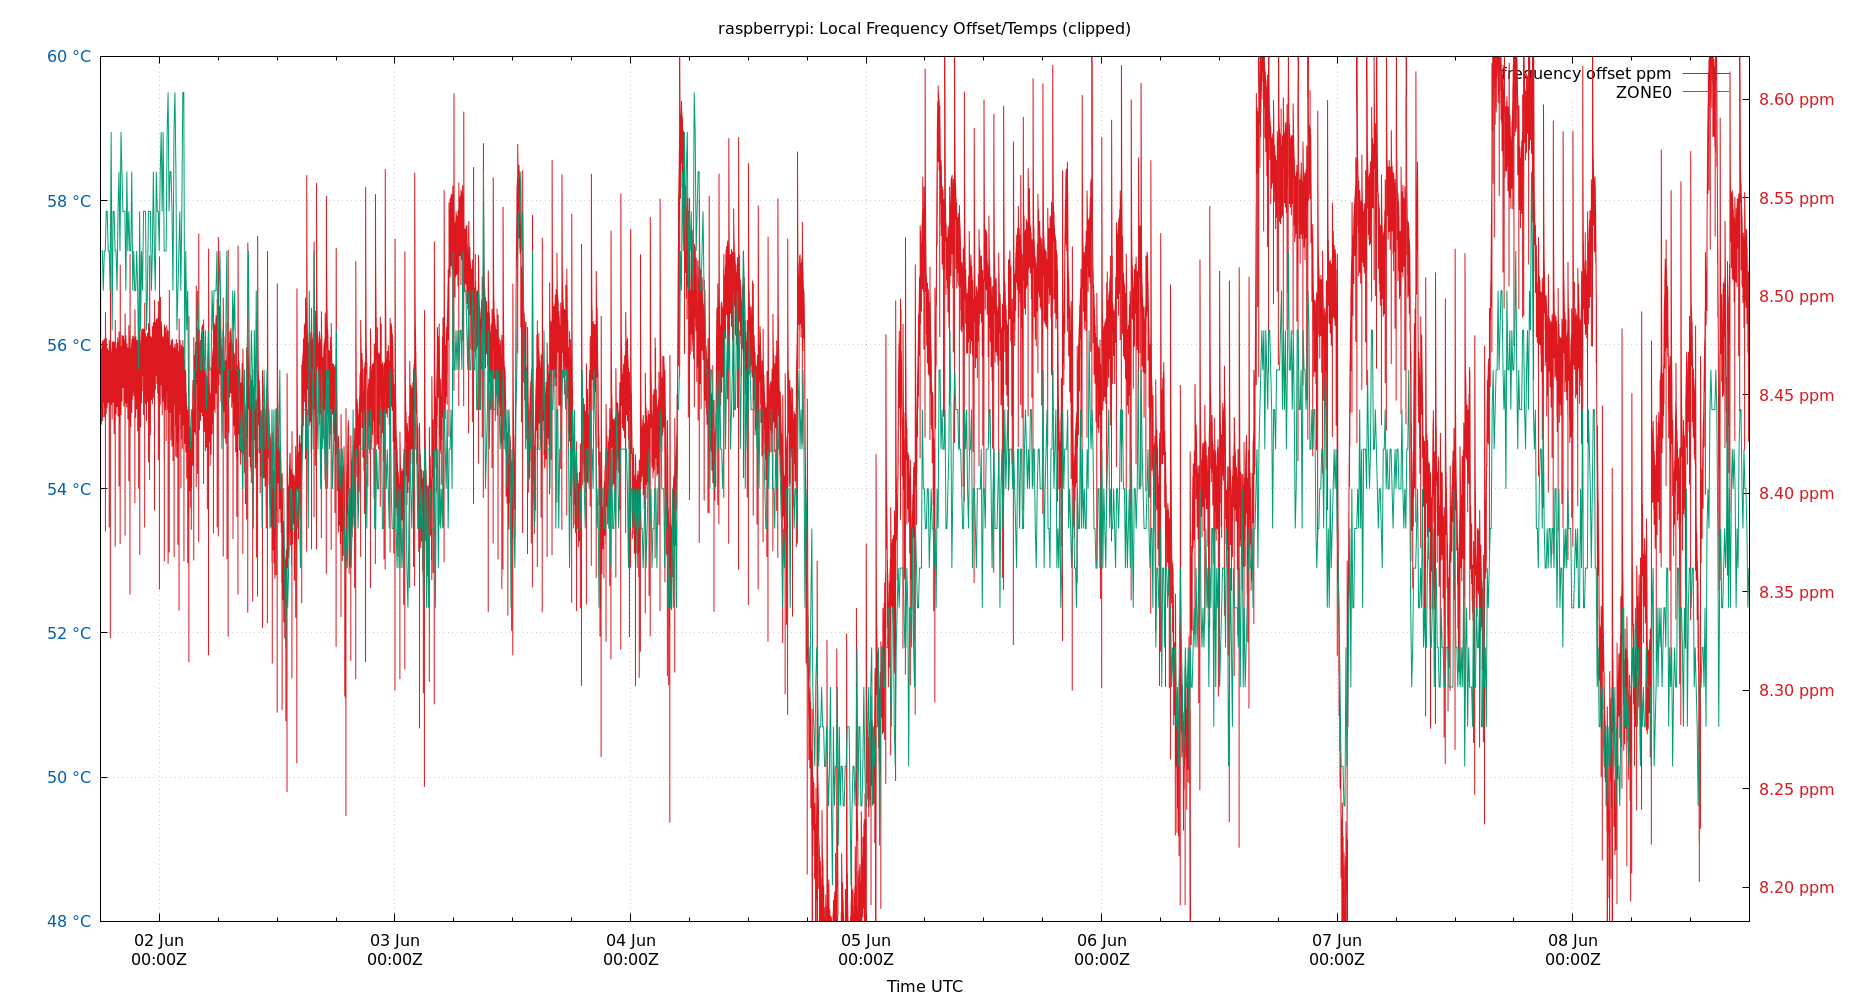 raspberrypi: Local Frequency Offset/Temps (clipped)
60 °C
58 °C
56 °C
54 °C
52 °C
50 °C
48 °C
frequency offset ppm
ZONE0
8.60 ppm
8.55 ppm
8.50 ppm
8.45 ppm
8.40 ppm
8.35 ppm
8.30 ppm
8.25 ppm
8.20 ppm
02 Jun
00:00Z
03 Jun
00:00Z
04 Jun
00:00Z
05 Jun
00:00Z
06 Jun
00:00Z
07 Jun
00:00Z
08 Jun
00:00Z
Time UTC